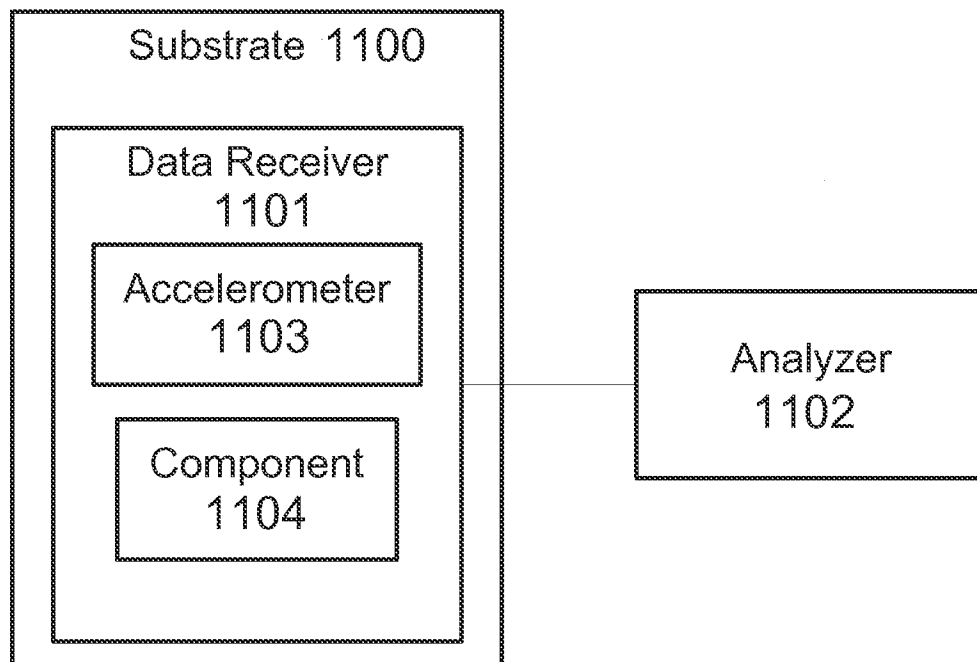 Substrate 1100
Data Receiver
1101
Accelerometer
1103
Component
1104
Analyzer
1102